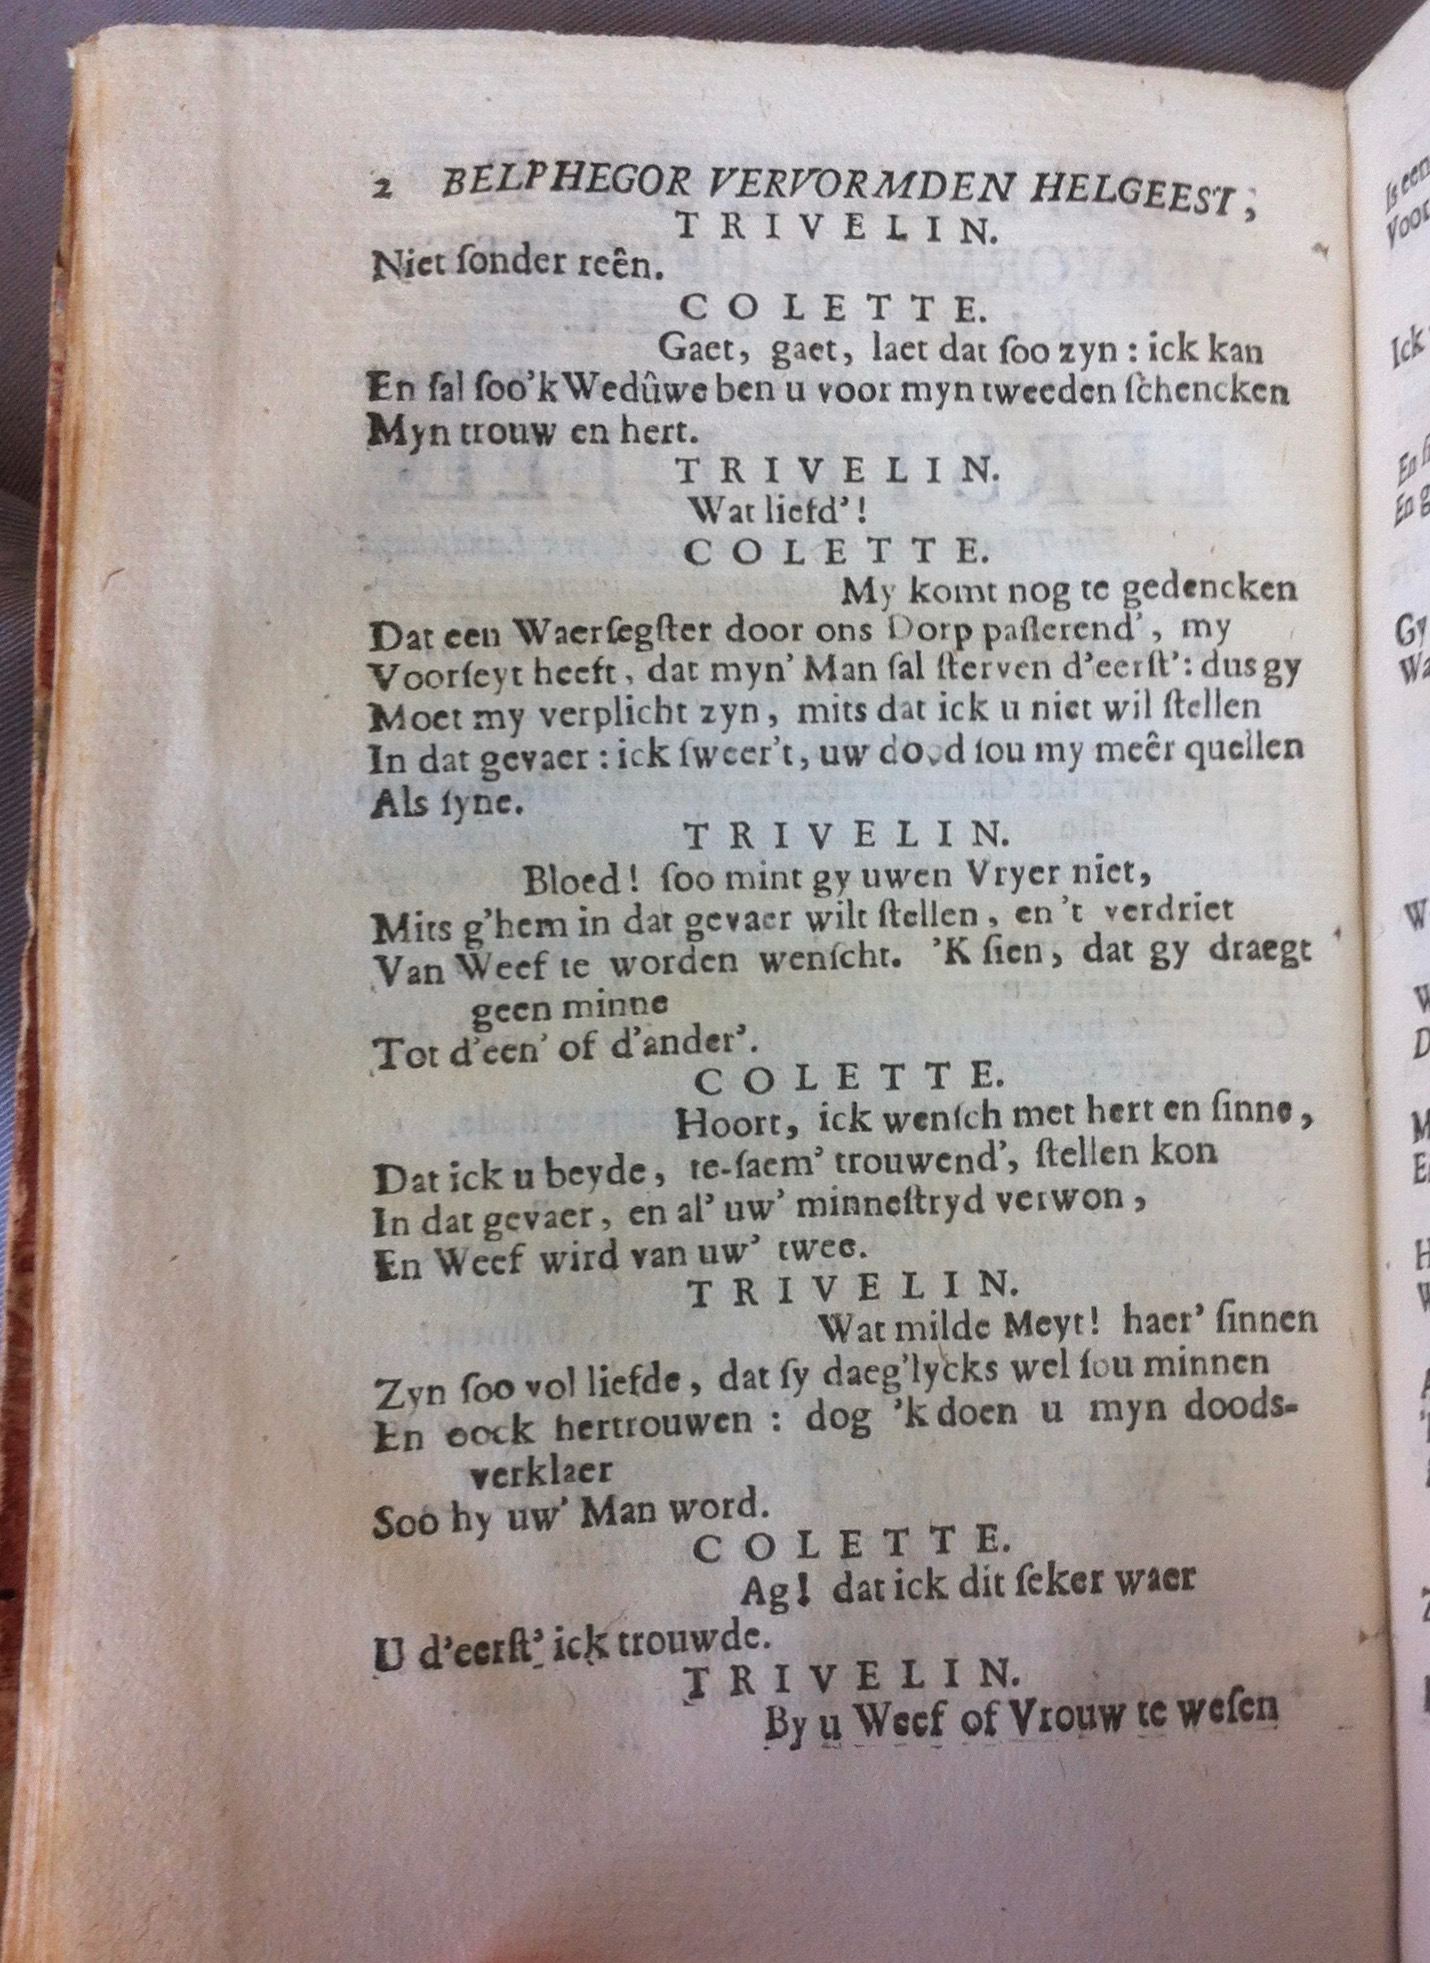 2 BELPHEGOR VERVORMDEN HELGEEST,
TRIVELIN.
Niet ſonder reên.
COLETTE.
Gaet, gaet, laet dat ſoo zyn : ick kan
En ſal ſoo'k Wedûwe ben u voor myn tweeden ſchencken
Myn trouw en hert.
TRIVELIN.
Wat liefd'!
COLETTE.
My komt nog te gedencken
Dat een Waerſegſter door ons Dorp paſſerend', my
Voorſeyt heeft, dat myn' Man ſal ſterven d'eerſt': dus gy
Moet my verplicht zyn, mits dat ick u niet wil ſtellen
In dat gevaer : ick ſweer't, uw dood ſou my meêr quellen
Als ſyne.
TRIVELIN.
Bloed! ſoo mint gy uwen Vryer niet,
Mits g'hem in dat gevaer wilt ſtellen, en 't verdriet
Van Weef te worden wenſcht. 'K ſien, dat gy draegt
geen minne
Tot d'een' of d'ander'.
COLETTE.
Hoort, ick wenſch met hert en ſinne,
Dat ick u beyde, te-ſaem' trouwend', ſtellen kon
In dat gevaer, en al' uw' minneſtryd verwon,
En Weef wird van uw' twee.
TRIVELIN.
Wat milde Meyt! haer' ſinnen
Zyn ſoo vol liefde, dat ſy daeg'lycks wel ſou minnen
En oock hertrouwen : dog 'k doen u myn doods-
verklaer
Soo hy uw' Man word.
COLETTE.
Ag! dat ick dit ſeker waer
U d'eerſt' ick trouwde.
TRIVELIN.
By u Weef of Vrouw te weſen
Is een
Voor
Ick
En
En g
Gy